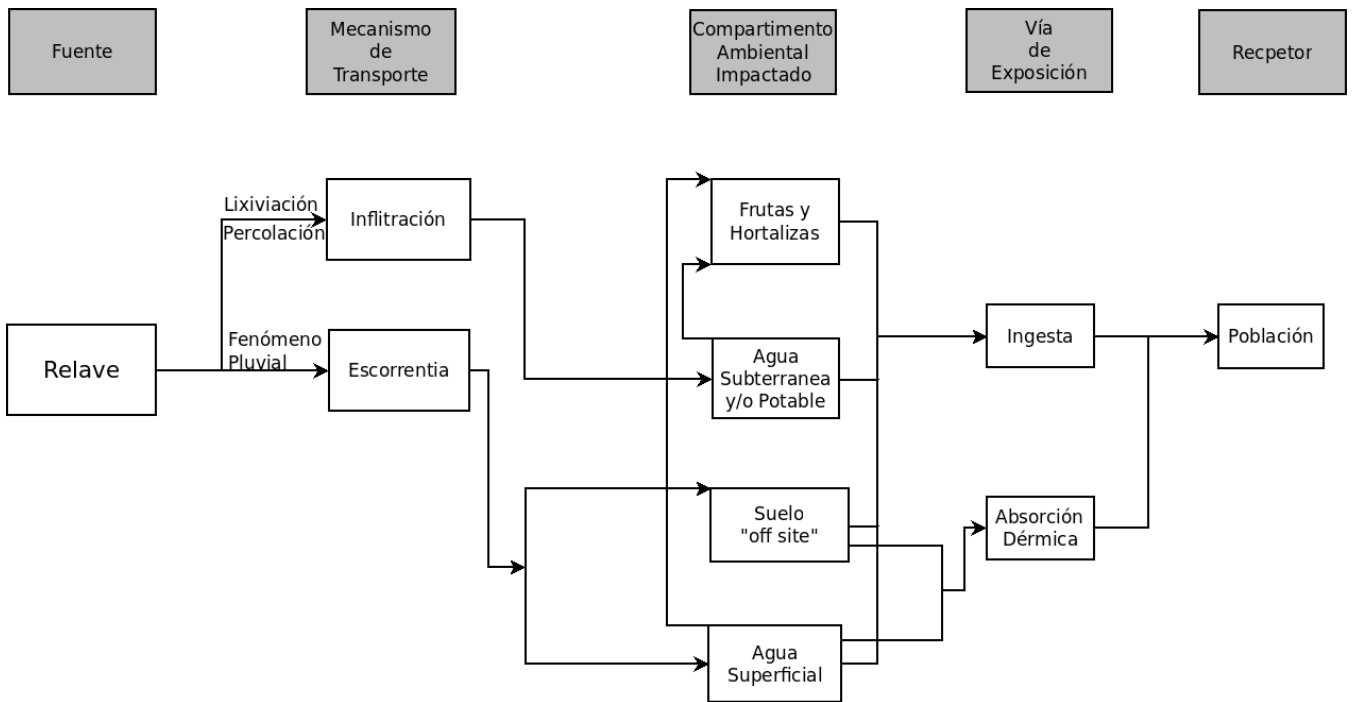 Fuente
Mecanismo
de
Transporte
Compartimento
Ambiental
Impactado
Vía
de
Exposición
Recpetor
Lixiviación
Percolación
Inflitración
Frutas y
Hortalizas
Relave
Fenómeno
Pluvial
Escorrentia
Agua
Subterranea
y/o Potable
Ingesta
Población
Suelo
"off site"
Absorción
Dérmica
Agua
Superficial